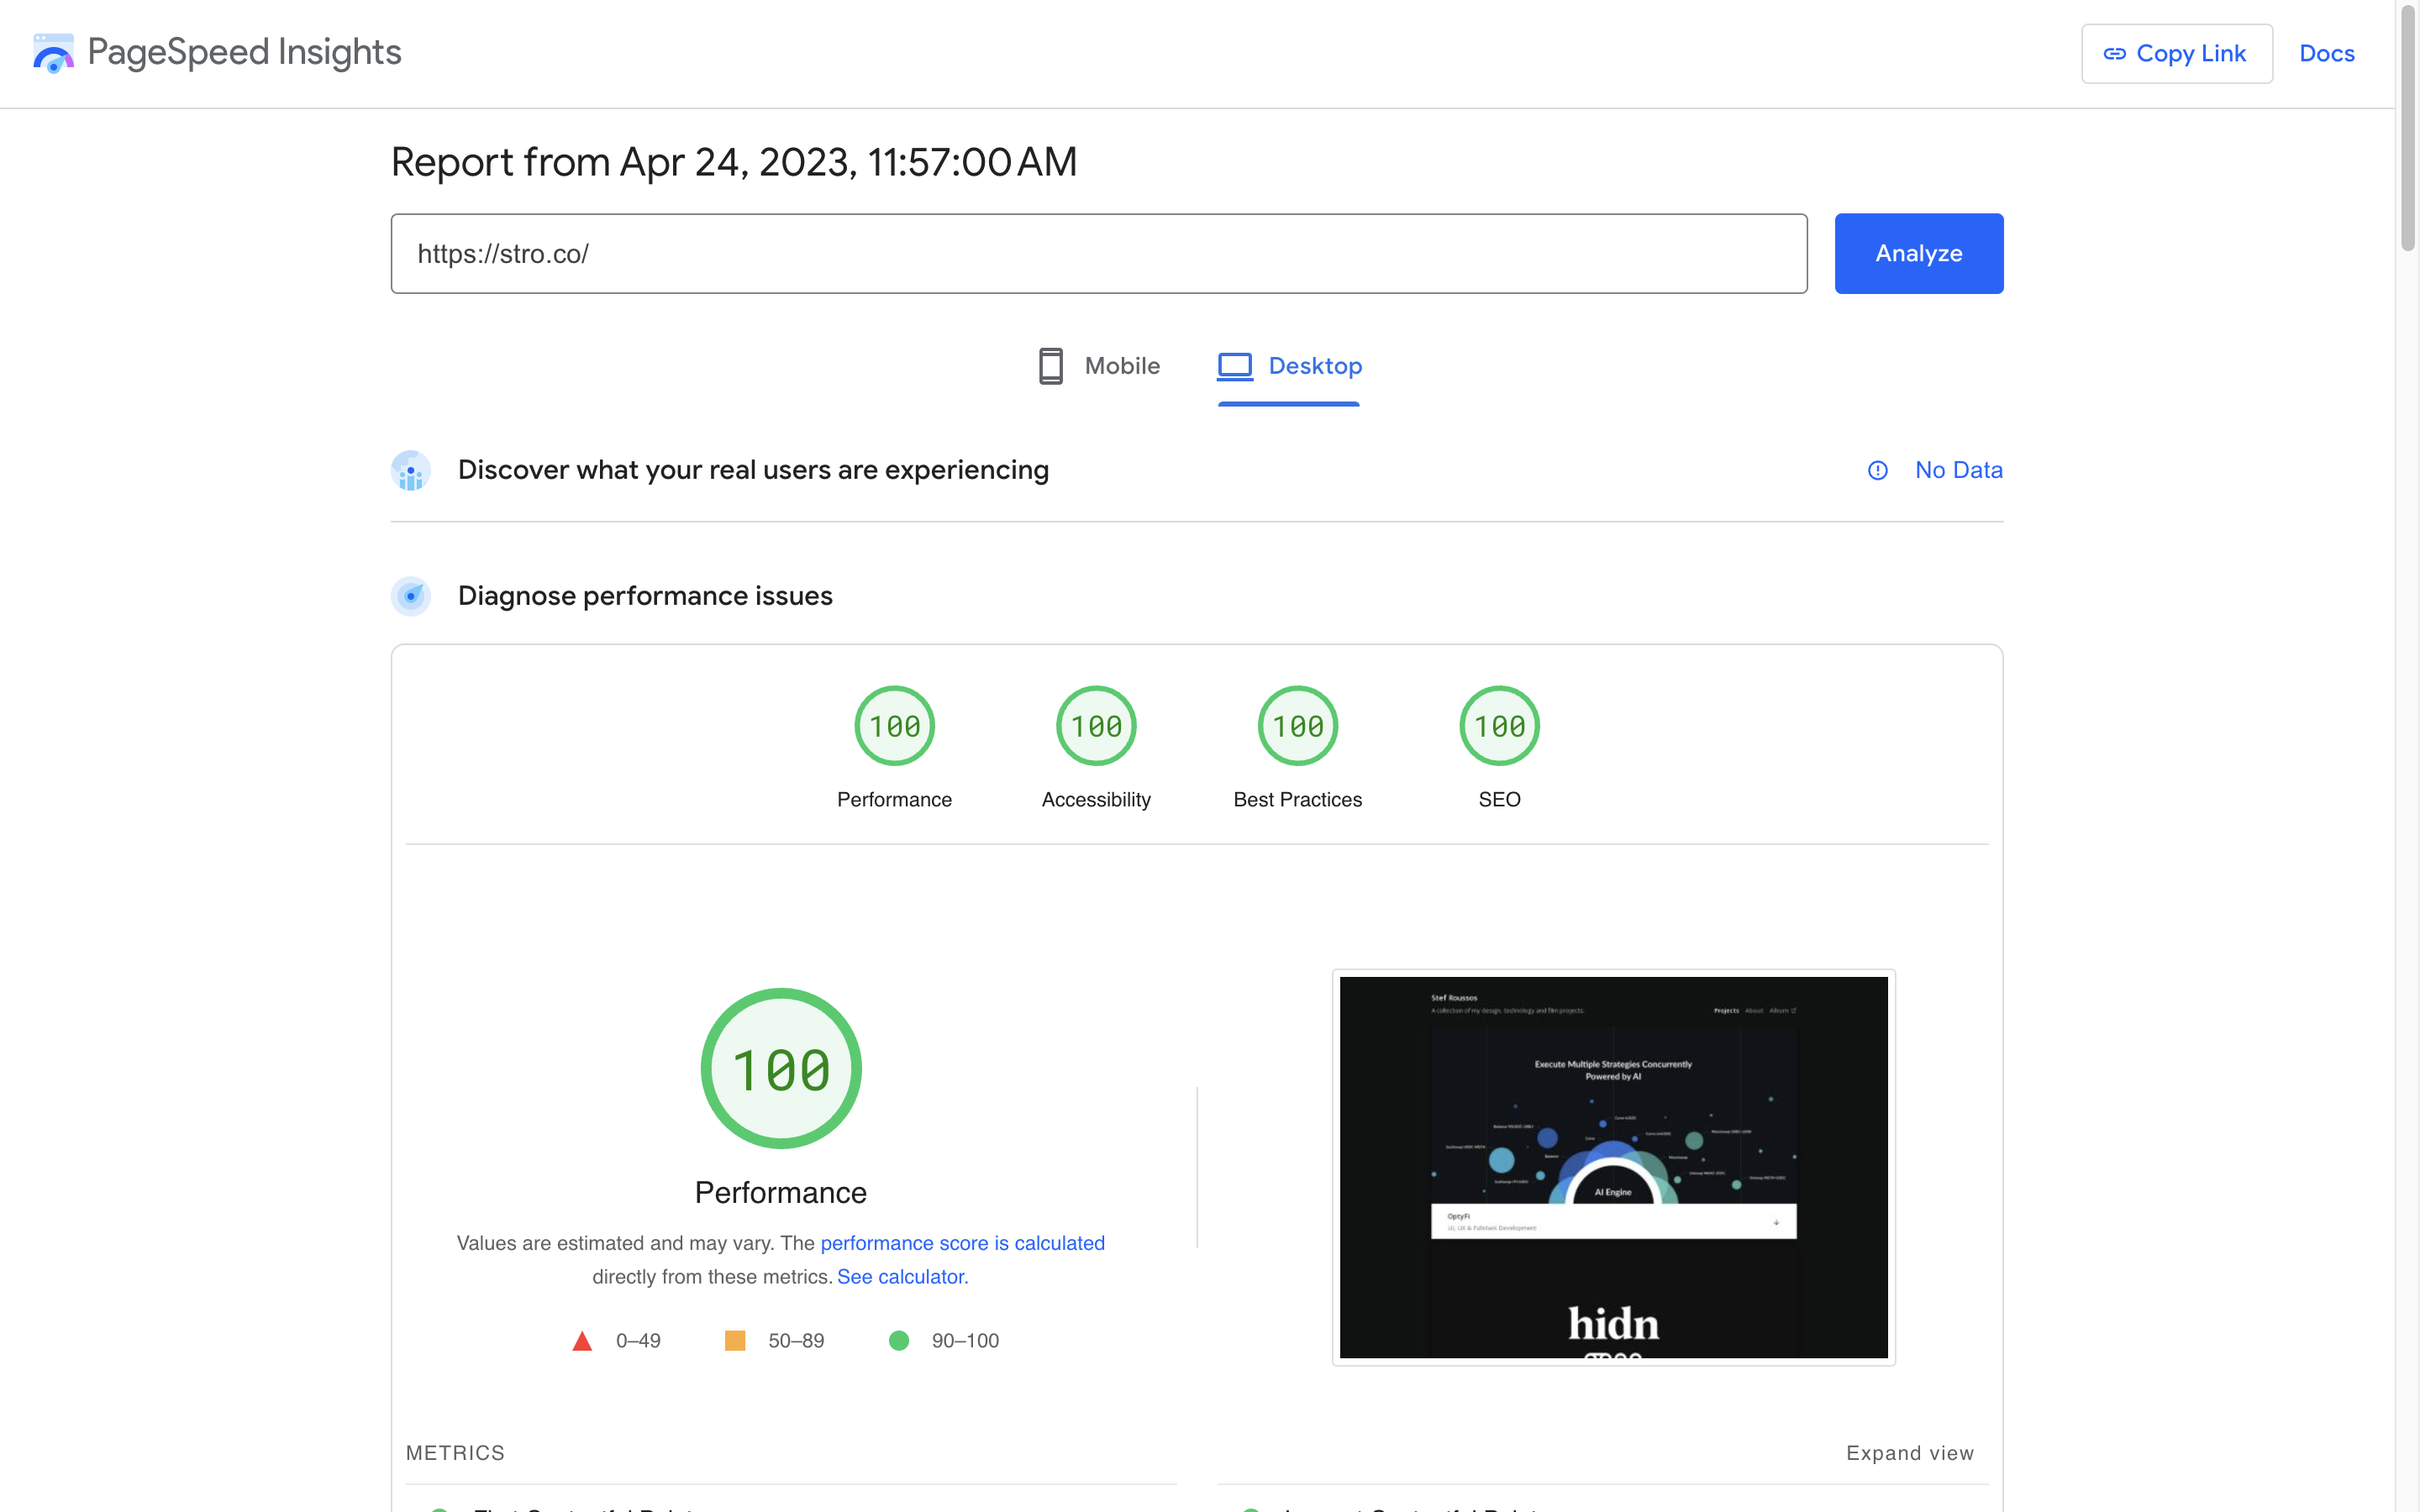 PageSpeed Insights
Copy Link
Docs
Report from Apr 24, 2023, 11:57:00 AM
https://stro.co/
Analyze
Mobile
Desktop
Discover what your real users are experiencing
No Data
Diagnose performance issues
100
100
100
100
Performance
Accessibility
Best Practices
SEO
100
Performance
Values are estimated and may vary. The performance score is calculated
directly from these metrics. See calculator.
0–49
50–89
90–100
Stef Roussos
A collection of my design, technology and film projects.
Projects About Album
Execute Multiple Strategies Concurrently
Powered by AI
AI Engine
OptyFi
UI, UX & Fullstack Development
hidn
METRICS
Expand view